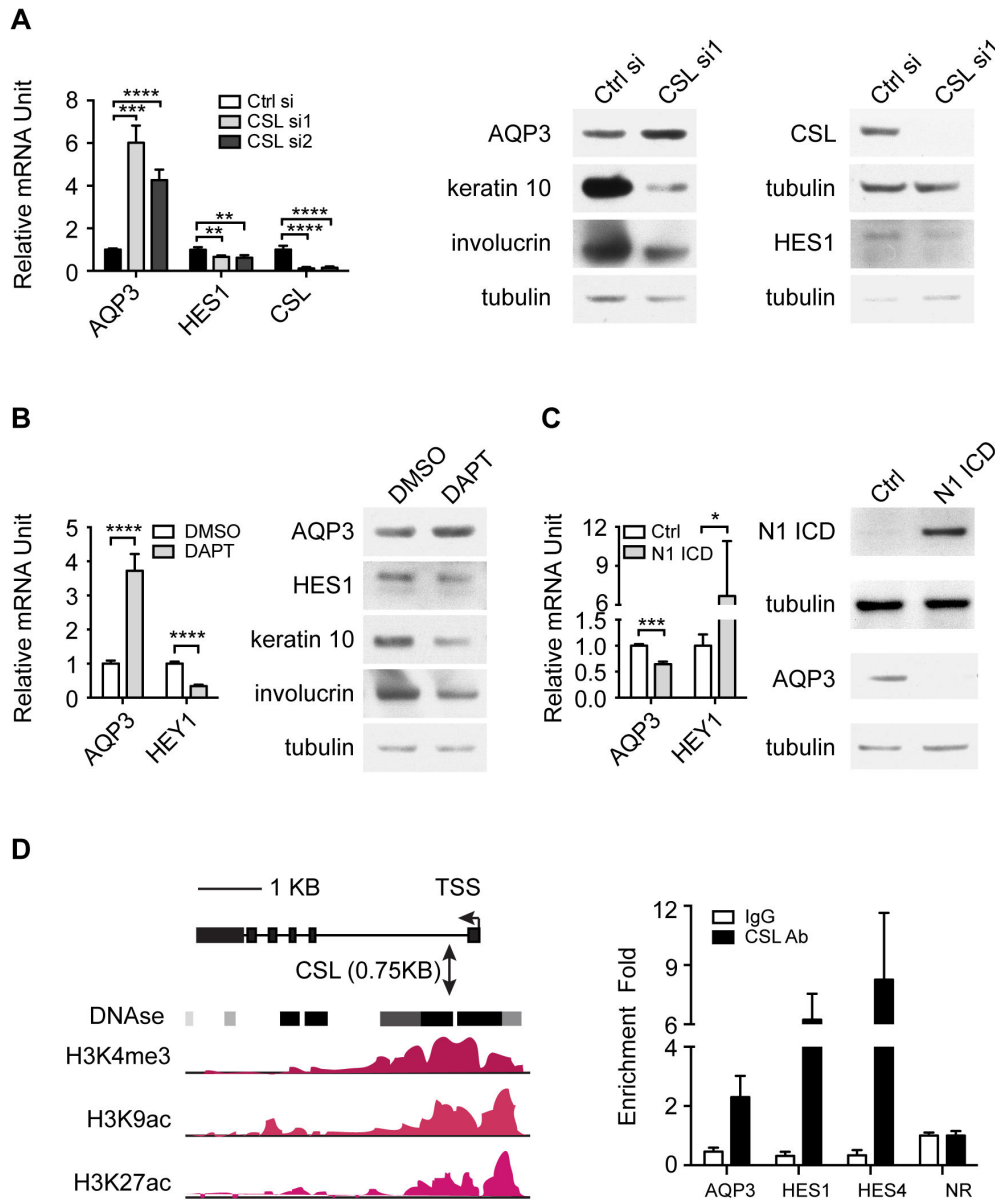 A
Relative mRNA Unit
8
6
4
2
0
****
***
**
**
****
****
Ctrl si
CSL si1
CSL si2
AQP3
HES1
CSL
Ctrl si
CSL si1
AQP3
keratin 10
involucrin
tubulin
Ctrl si
CSL si1
CSL
tubulin
HES1
tubulin
B
Relative mRNA Unit
5
4
3
2
1
0
****
****
DMSO
DAPT
AQP3
HEY1
DMSO
DAPT
AQP3
HES1
keratin 10
involucrin
tubulin
C
Relative mRNA Unit
12
9
6
1.0
0.5
0.0
1.5
Ctrl
N1 ICD
*
***
AQP3
HEY1
Ctrl
N1 ICD
N1 ICD
tubulin
AQP3
tubulin
D
1 KB
TSS
CSL (0.75KB)
DNAse
H3K4me3
H3K9ac
H3K27ac
Enrichment Fold
12
9
6
4
2
0
IgG
CSL Ab
AQP3
HES1
HES4
NR